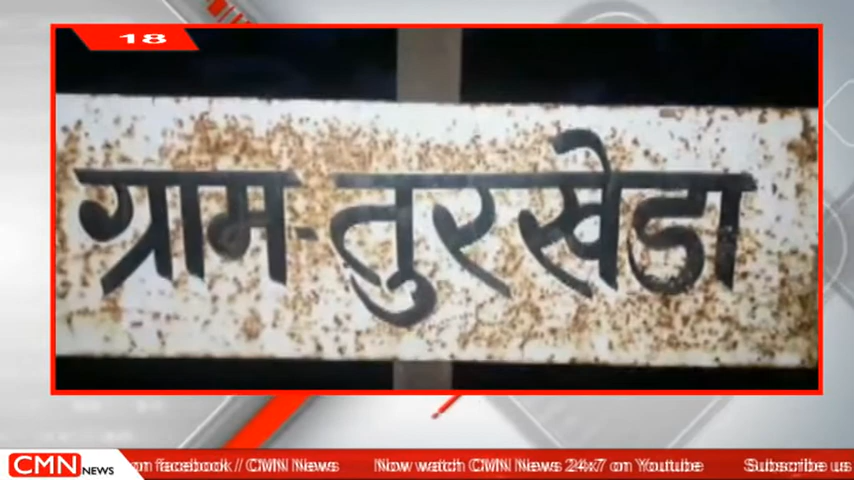 18
ग्राम-तुरखेडा
CMN NEWS on facebook // CMN News Now watch CMN News 24x7 on Youtube Subscribe us